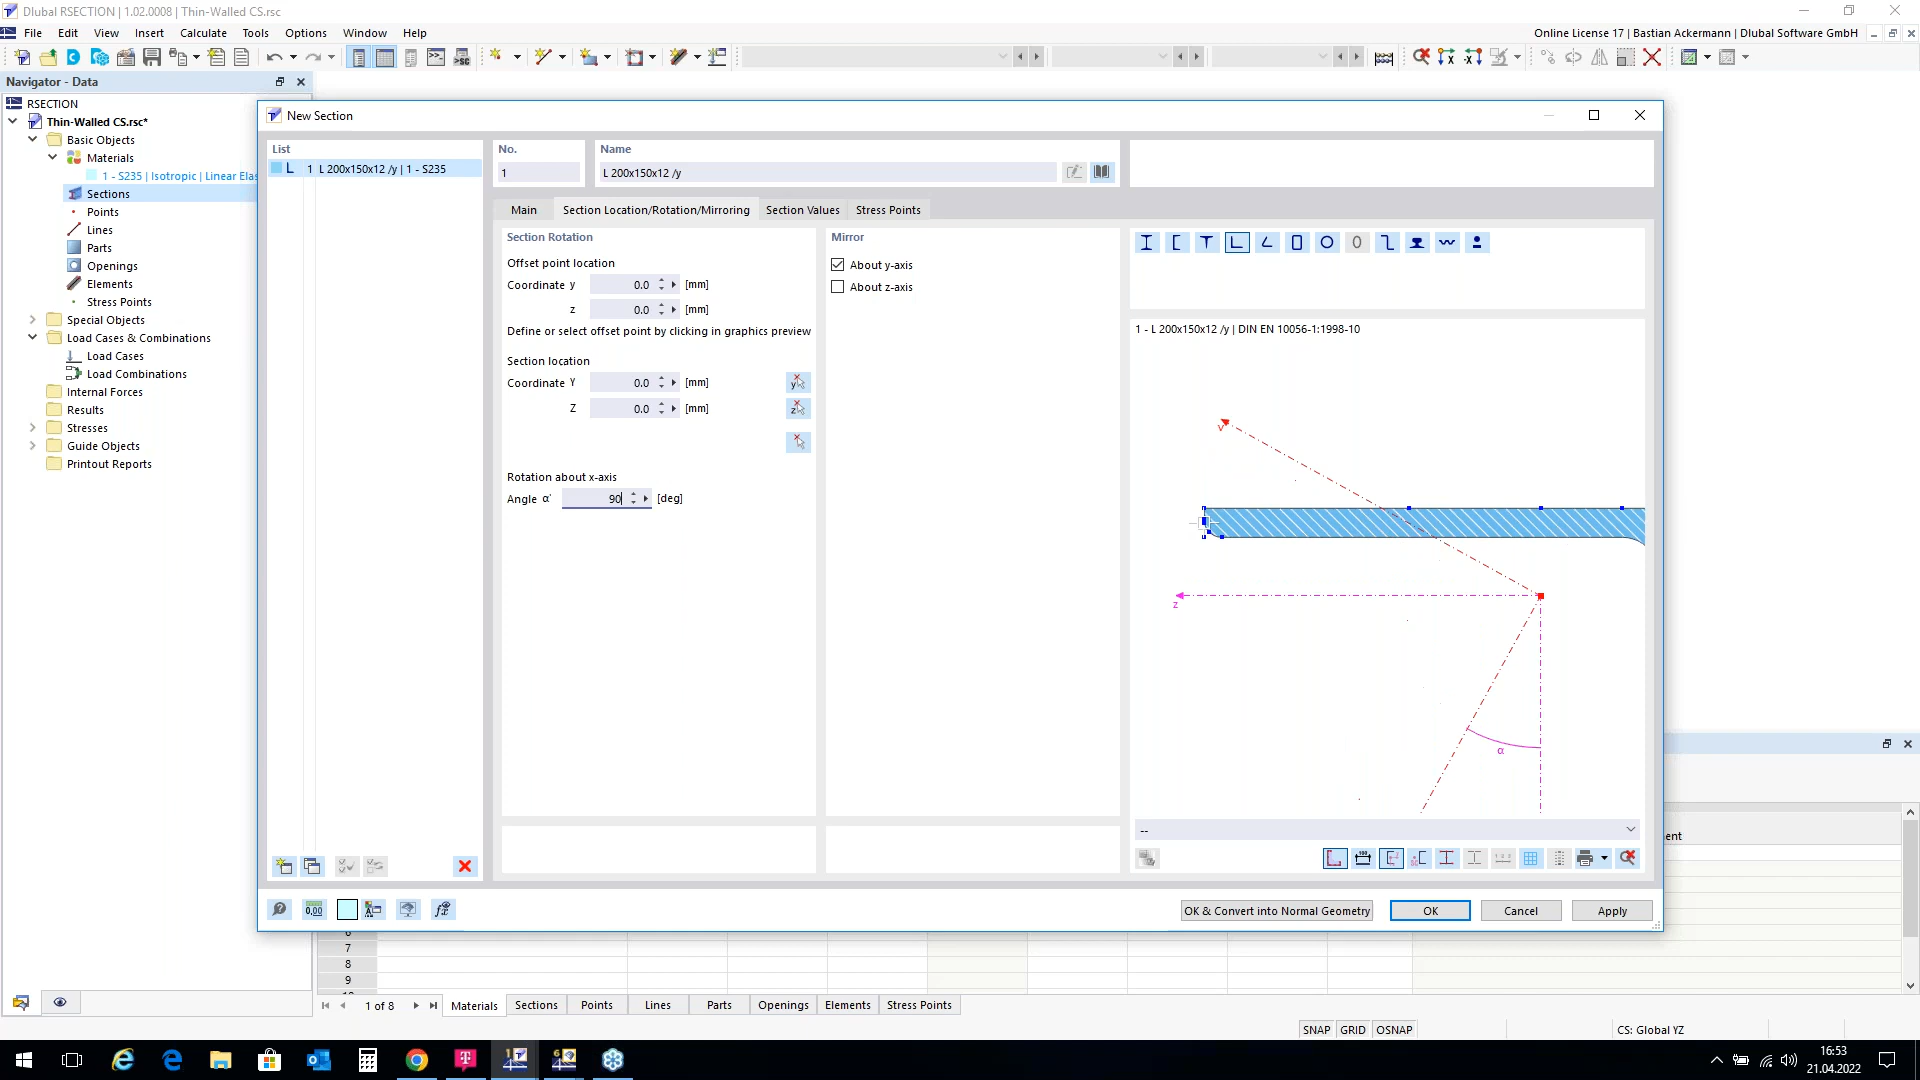 Dlubal RSECTION | 1.02.0008 | Thin-Walled CS.rsc
File Edit View Insert Calculate Tools Options Window Help
Online License 17 | Bastian Ackermann | Dlubal Software GmbH
Navigator - Data
RSECTION
Thin-Walled CS.rsc*
Basic Objects
Materials
1 - S235 | Isotropic | Linear Elas
Sections
Points
Lines
Parts
Openings
Elements
Stress Points
Special Objects
Load Cases & Combinations
Load Cases
Load Combinations
Internal Forces
Results
Stresses
Guide Objects
Printout Reports
New Section
List
1 L 200x150x12 /y | 1 - S235
No.
1
Name
L 200x150x12 /y
Main
Section Location/Rotation/Mirroring
Section Values
Stress Points
Section Rotation
Offset point location
Coordinate y 0.0 [mm]
z 0.0 [mm]
Define or select offset point by clicking in graphics preview
Section location
Coordinate Y 0.0 [mm]
Z 0.0 [mm]
Rotation about x-axis
Angle α' 90 [deg]
Mirror
About y-axis
About z-axis
1 - L 200x150x12 /y | DIN EN 10056-1:1998-10
v
z
α
--
OK & Convert into Normal Geometry
OK
Cancel
Apply
ent
6
7
8
9
1 of 8
Materials
Sections
Points
Lines
Parts
Openings
Elements
Stress Points
SNAP GRID OSNAP
CS: Global YZ
16:53
21.04.2022